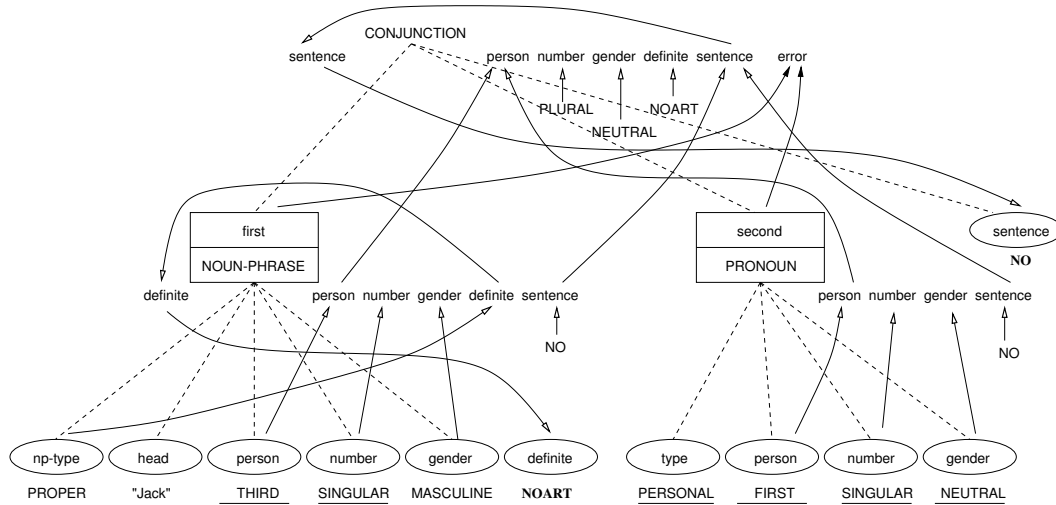 CONJUNCTION
sentence person number gender definite sentence error
PLURAL NOART
NEUTRAL
first second sentence
NO
NOUN-PHRASE PRONOUN
definite person number gender definite sentence person number gender sentence
NO NO
np-type head person number gender definite type person number gender
PROPER "Jack" THIRD SINGULAR MASCULINE NOART PERSONAL FIRST SINGULAR NEUTRAL